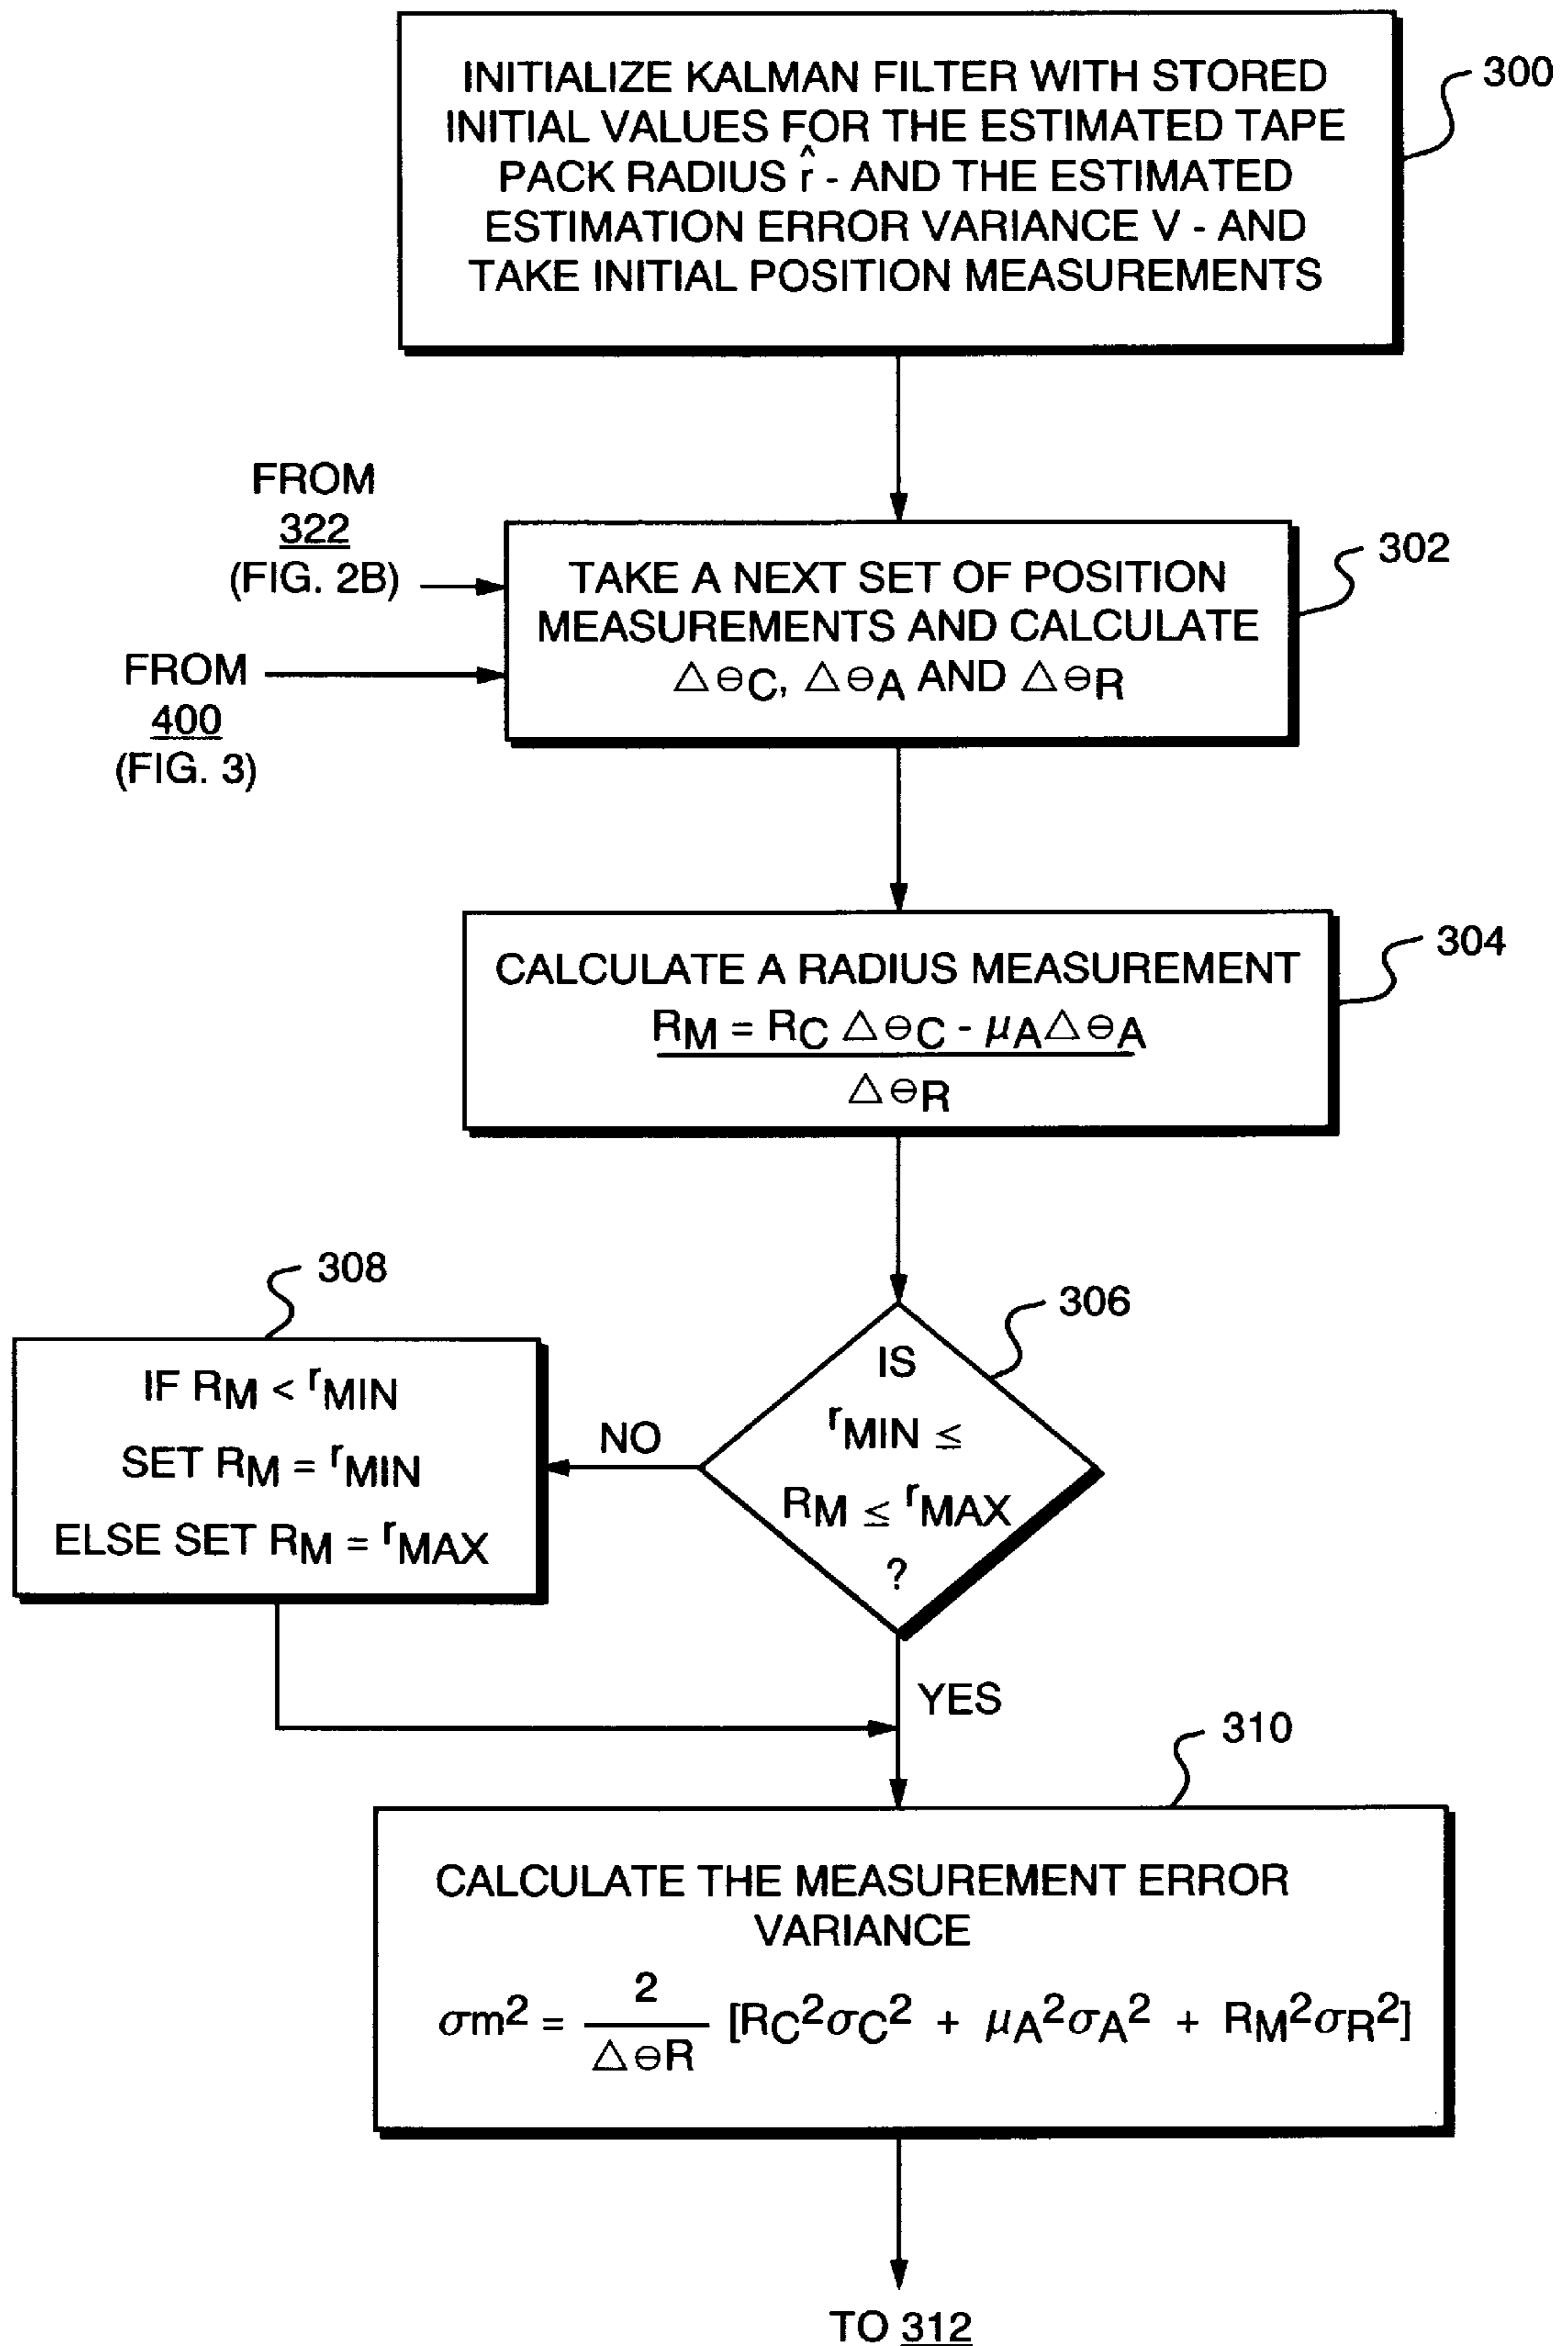 INITIALIZE KALMAN FILTER WITH STORED
INITIAL VALUES FOR THE ESTIMATED TAPE
PACK RADIUS r̂ - AND THE ESTIMATED
ESTIMATION ERROR VARIANCE V - AND
TAKE INITIAL POSITION MEASUREMENTS
300
FROM
322
(FIG. 2B)
FROM
400
(FIG. 3)
TAKE A NEXT SET OF POSITION
MEASUREMENTS AND CALCULATE
△θC, △θA AND △θR
302
CALCULATE A RADIUS MEASUREMENT
RM = RC △θC - μA△θA
△θR
304
308
IF RM < rMIN
SET RM = rMIN
ELSE SET RM = rMAX
NO
306
IS
rMIN ≤
RM ≤ rMAX
?
YES
310
CALCULATE THE MEASUREMENT ERROR
VARIANCE
σm² = 2 / △θR [RC²σC² + μA²σA² + RM²σR²]
TO 312